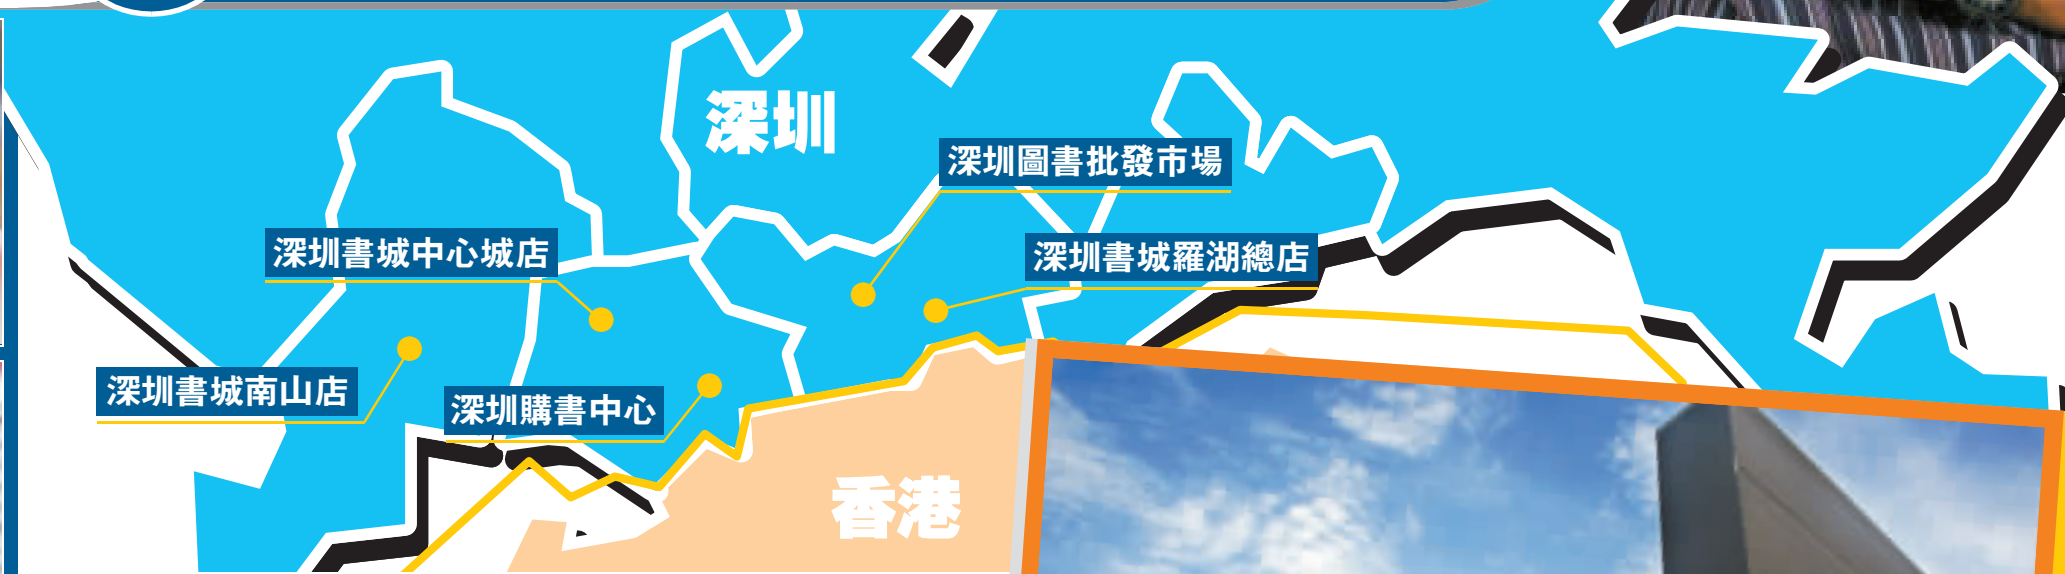 深圳
深圳圖書批發市場
深圳書城中心城店
深圳書城羅湖總店
深圳書城南山店
深圳購書中心
香港